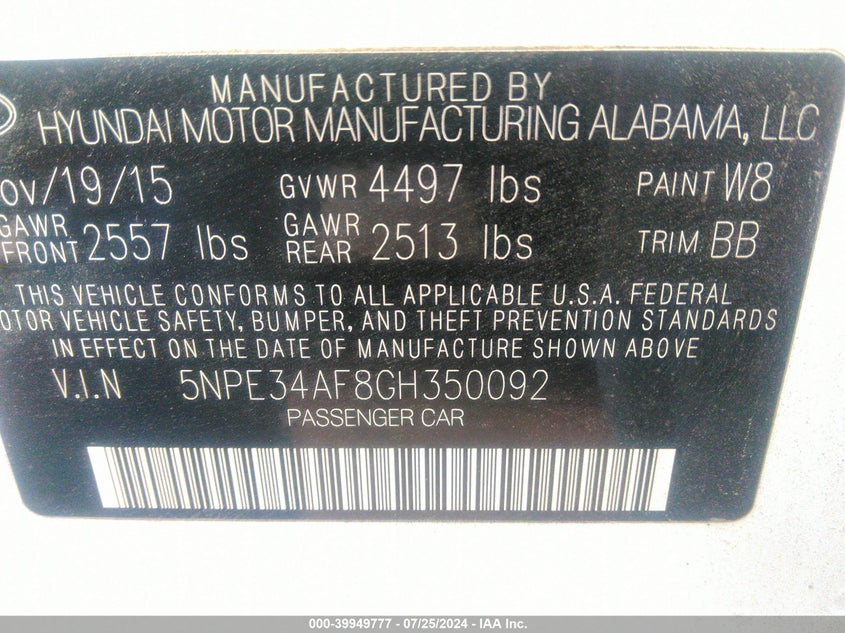 MANUFACTURED BY
HYUNDAI MOTOR MANUFACTURING ALABAMA, LLC
ov/19/15 GVWR 4497 lbs PAINT W8
GAWR FRONT 2557 lbs GAWR REAR 2513 lbs TRIM BB
THIS VEHICLE CONFORMS TO ALL APPLICABLE U.S.A. FEDERAL
OTOR VEHICLE SAFETY, BUMPER, AND THEFT PREVENTION STANDARDS
IN EFFECT ON THE DATE OF MANUFACTURE SHOWN ABOVE
V.I.N 5NPE34AF8GH350092
PASSENGER CAR
000-39949777 - 07/25/2024 - IAA Inc.